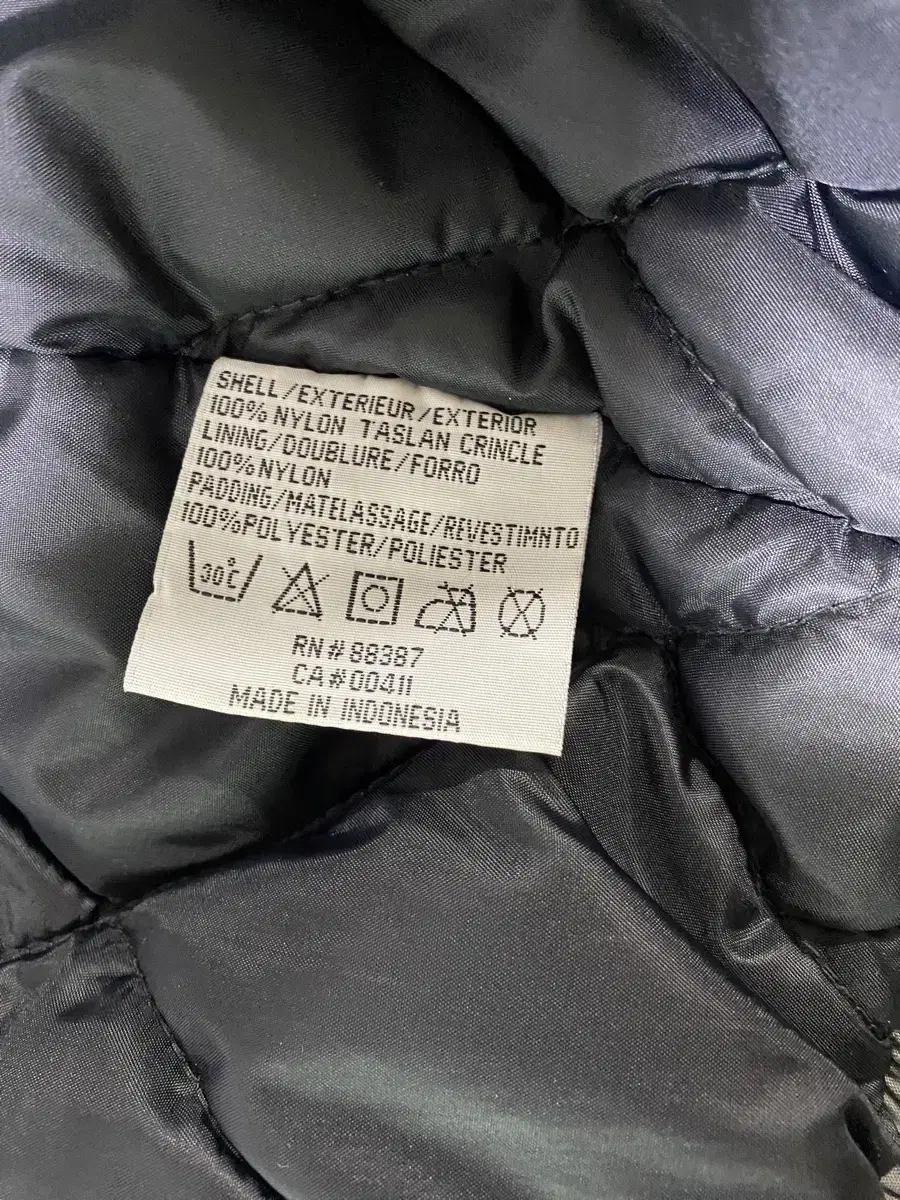 SHELL/EXTERIEUR/EXTERIOR
100% NYLON TASLAN CRINCLE
LINING/DOUBLURE/FORRO
100% NYLON
PADDING/MATELASSAGE/REVESTIMNTO
100%POLYESTER/POLIESTER
30°C
RN#88387
CA#00411
MADE IN INDONESIA